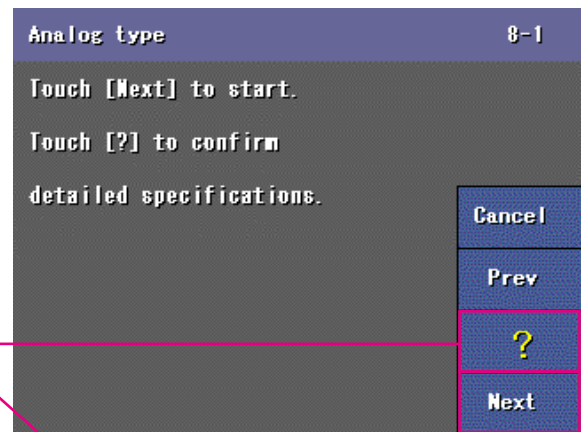 Analog type 8-1
Touch [Next] to start.
Touch [?] to confirm
detailed specifications.
Cancel
Prev
?
Next